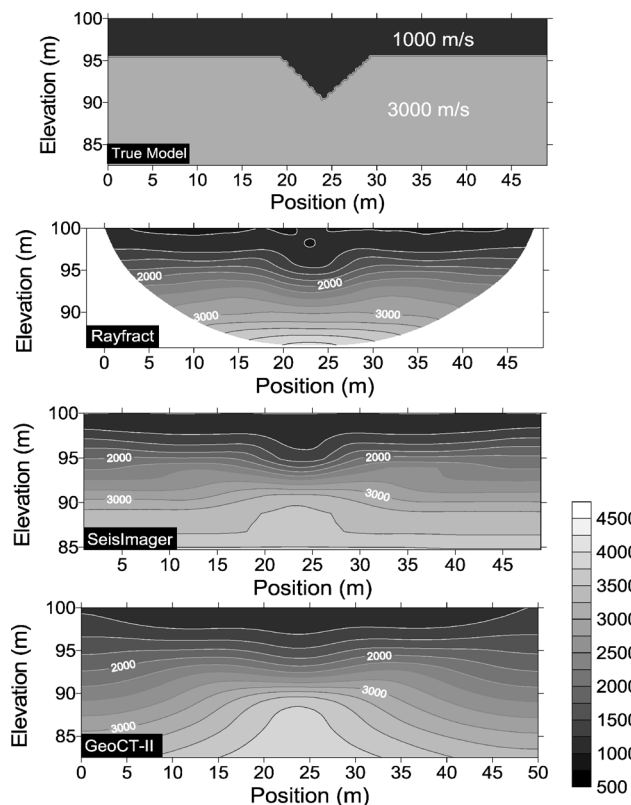 100
95
90
85
Elevation (m)
1000 m/s
3000 m/s
True Model
0 5 10 15 20 25 30 35 40 45
Position (m)
100
95
90
Elevation (m)
2000
2000
3000
3000
Rayfract
0 5 10 15 20 25 30 35 40 45
Position (m)
100
95
90
85
Elevation (m)
2000
2000
3000
3000
SeisImager
5 10 15 20 25 30 35 40 45
Position (m)
100
95
90
85
Elevation (m)
2000
2000
3000
3000
GeoCT-II
0 5 10 15 20 25 30 35 40 45 50
Position (m)
4500
4000
3500
3000
2500
2000
1500
1000
500